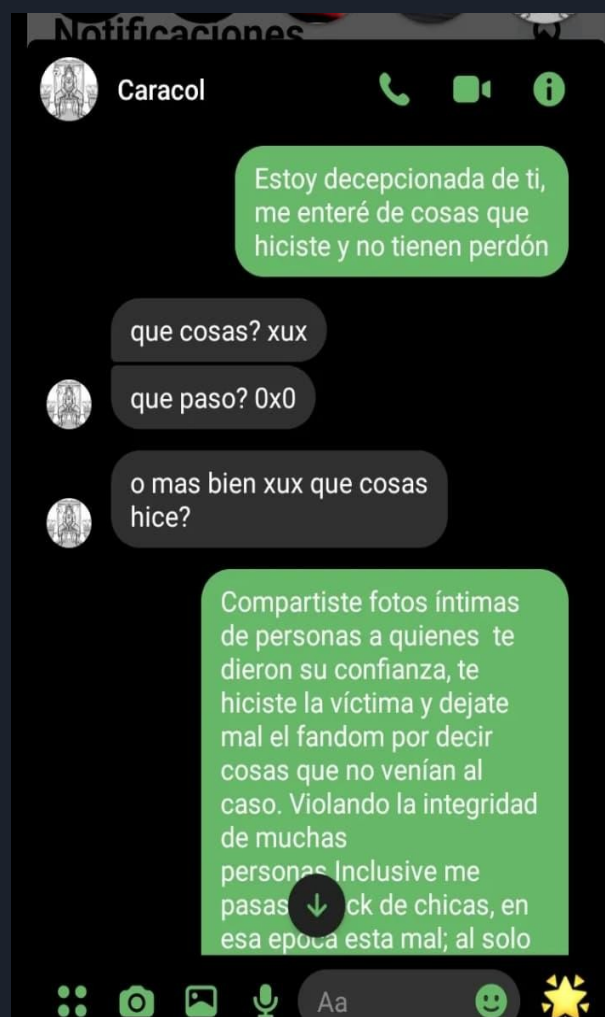 Notificaciones
Caracol
Estoy decepcionada de ti,
me enteré de cosas que
hiciste y no tienen perdón
que cosas? xux
que paso? 0x0
o mas bien xux que cosas
hice?
Compartiste fotos íntimas
de personas a quienes te
dieron su confianza, te
hiciste la víctima y dejate
mal el fandom por decir
cosas que no venían al
caso. Violando la integridad
de muchas
personas Inclusive me
pasas ck de chicas, en
esa epoca esta mal; al solo
Aa